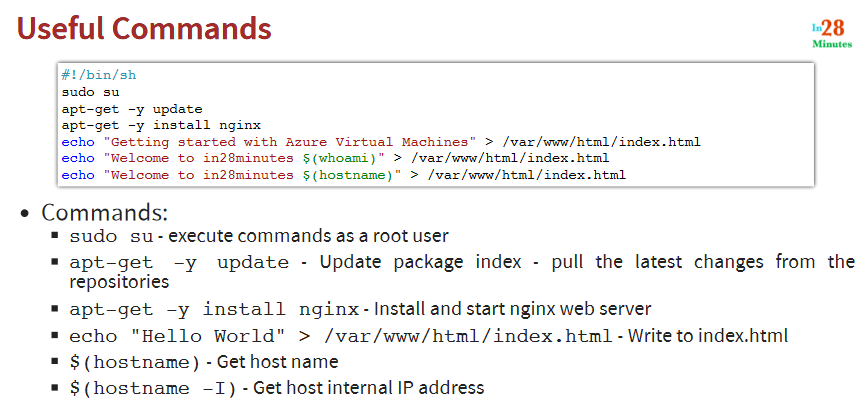 Useful Commands
In28
Minutes
#!/bin/sh
sudo su
apt-get -y update
apt-get -y install nginx
echo "Getting started with Azure Virtual Machines" > /var/www/html/index.html
echo "Welcome to in28minutes $(whoami)" > /var/www/html/index.html
echo "Welcome to in28minutes $(hostname)" > /var/www/html/index.html
• Commands:
▪ sudo su - execute commands as a root user
▪ apt-get -y update - Update package index - pull the latest changes from the
repositories
▪ apt-get -y install nginx - Install and start nginx web server
▪ echo "Hello World" > /var/www/html/index.html - Write to index.html
▪ $(hostname) - Get host name
▪ $(hostname -I) - Get host internal IP address